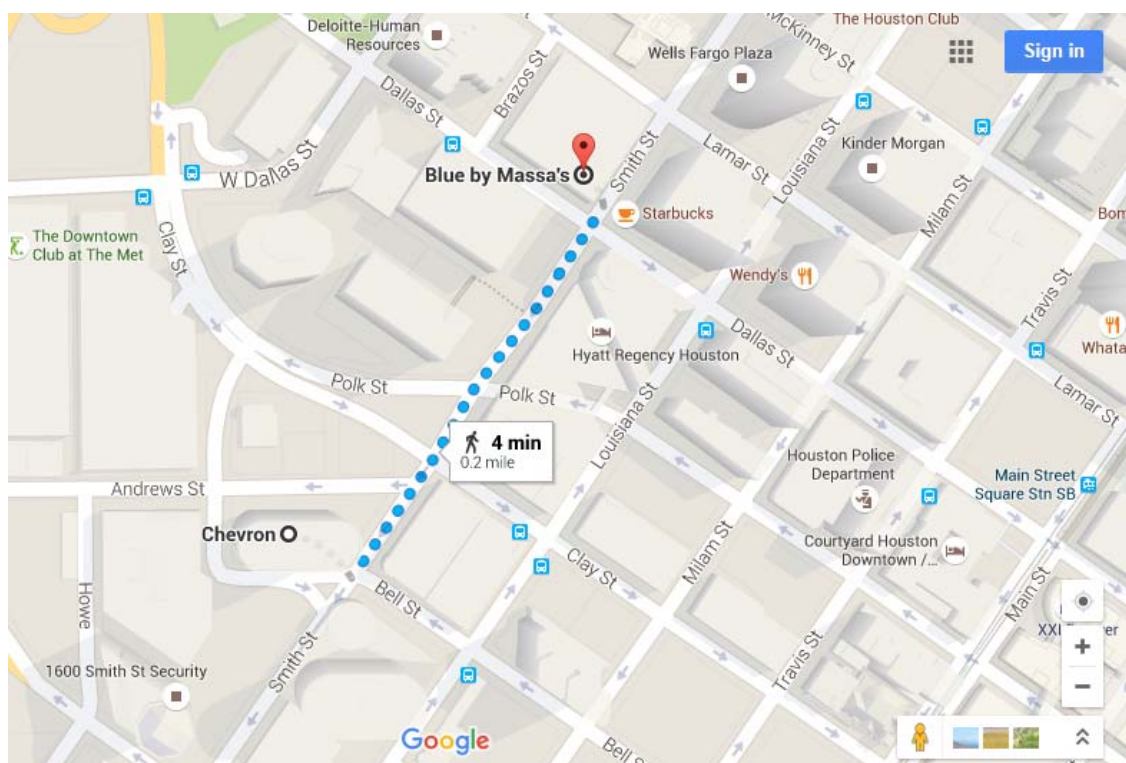 The Houston Club
Deloitte-Human
Resources
McKinney St
Sign in
Wells Fargo Plaza
Brazos St
Dallas St
Smith St
Lamar St
Louisiana St
Kinder Morgan
W Dallas St
Blue by Massa's
Milam St
Starbucks
Bom
The Downtown
Club at The Met
Clay St
Wendy's
Travis St
Dallas St
Hyatt Regency Houston
Whata
Polk St
Polk St
Lamar St
Louisiana St
4 min
0.2 mile
Houston Police
Department
Main Street
Square Stn SB
Andrews St
Chevron
Courtyard Houston
Downtown /...
Clay St
Milam St
Bell St
Howe
Main St
XXI
Smith St
Travis St
1600 Smith St Security
Bell St
Google